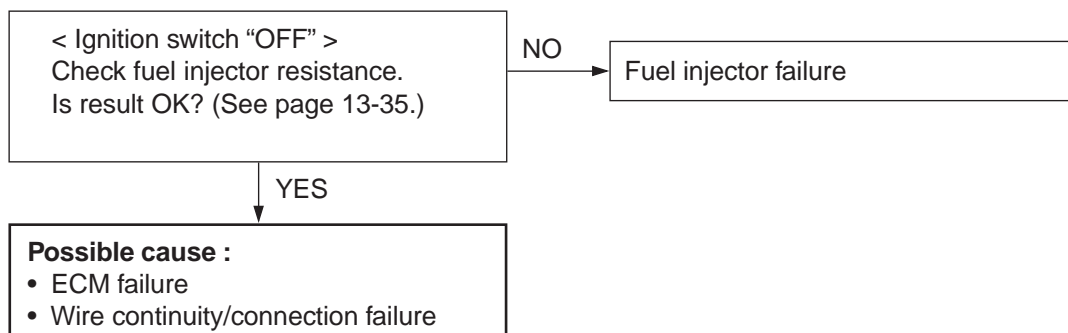 < Ignition switch “OFF” >
Check fuel injector resistance.
Is result OK? (See page 13-35.)
NO
Fuel injector failure
YES
Possible cause :
• ECM failure
• Wire continuity/connection failure